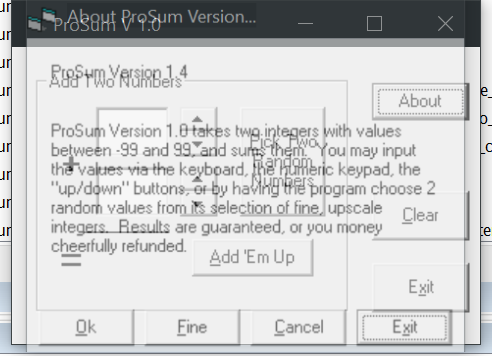 About ProSum Version...
ProSum V 1.0
ProSum Version 1.4
Add Two Numbers
About
ProSum Version 1.0 takes two integers with values
between -99 and 99, and sums them. You may input
the values via the keyboard, the numeric keypad, the
"up/down" buttons, or by having the program choose 2
random values from its selection of fine, upscale
integers. Results are guaranteed, or you money
cheerfully refunded.
Pick Two
Random
Numbers
+
=
Add 'Em Up
Clear
Exit
Ok
Fine
Cancel
Exit